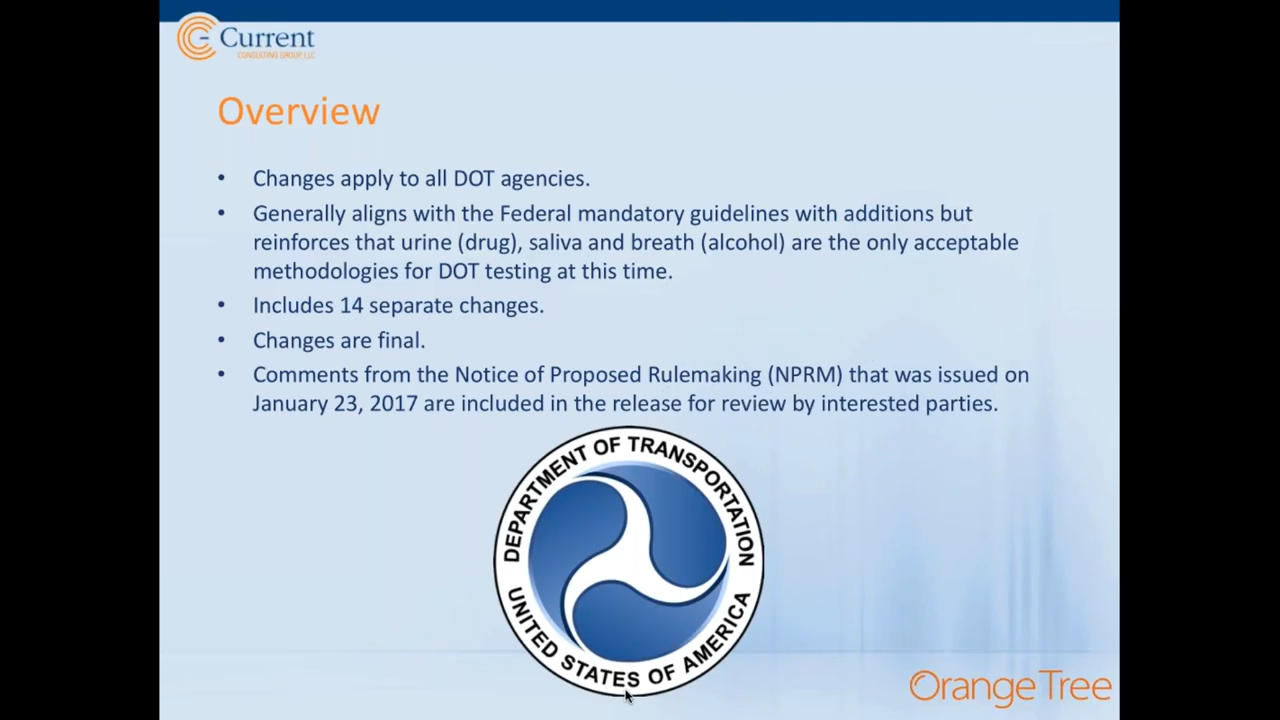 Current
CONSULTING GROUP, LLC
Overview
• Changes apply to all DOT agencies.
• Generally aligns with the Federal mandatory guidelines with additions but
reinforces that urine (drug), saliva and breath (alcohol) are the only acceptable
methodologies for DOT testing at this time.
• Includes 14 separate changes.
• Changes are final.
• Comments from the Notice of Proposed Rulemaking (NPRM) that was issued on
January 23, 2017 are included in the release for review by interested parties.
DEPARTMENT OF TRANSPORTATION
UNITED STATES OF AMERICA
OrangeTree